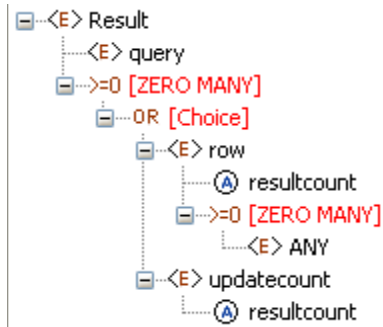 <E> Result
<E> query
>=0 [ZERO MANY]
OR [Choice]
<E> row
A resultcount
>=0 [ZERO MANY]
<E> ANY
<E> updatecount
A resultcount